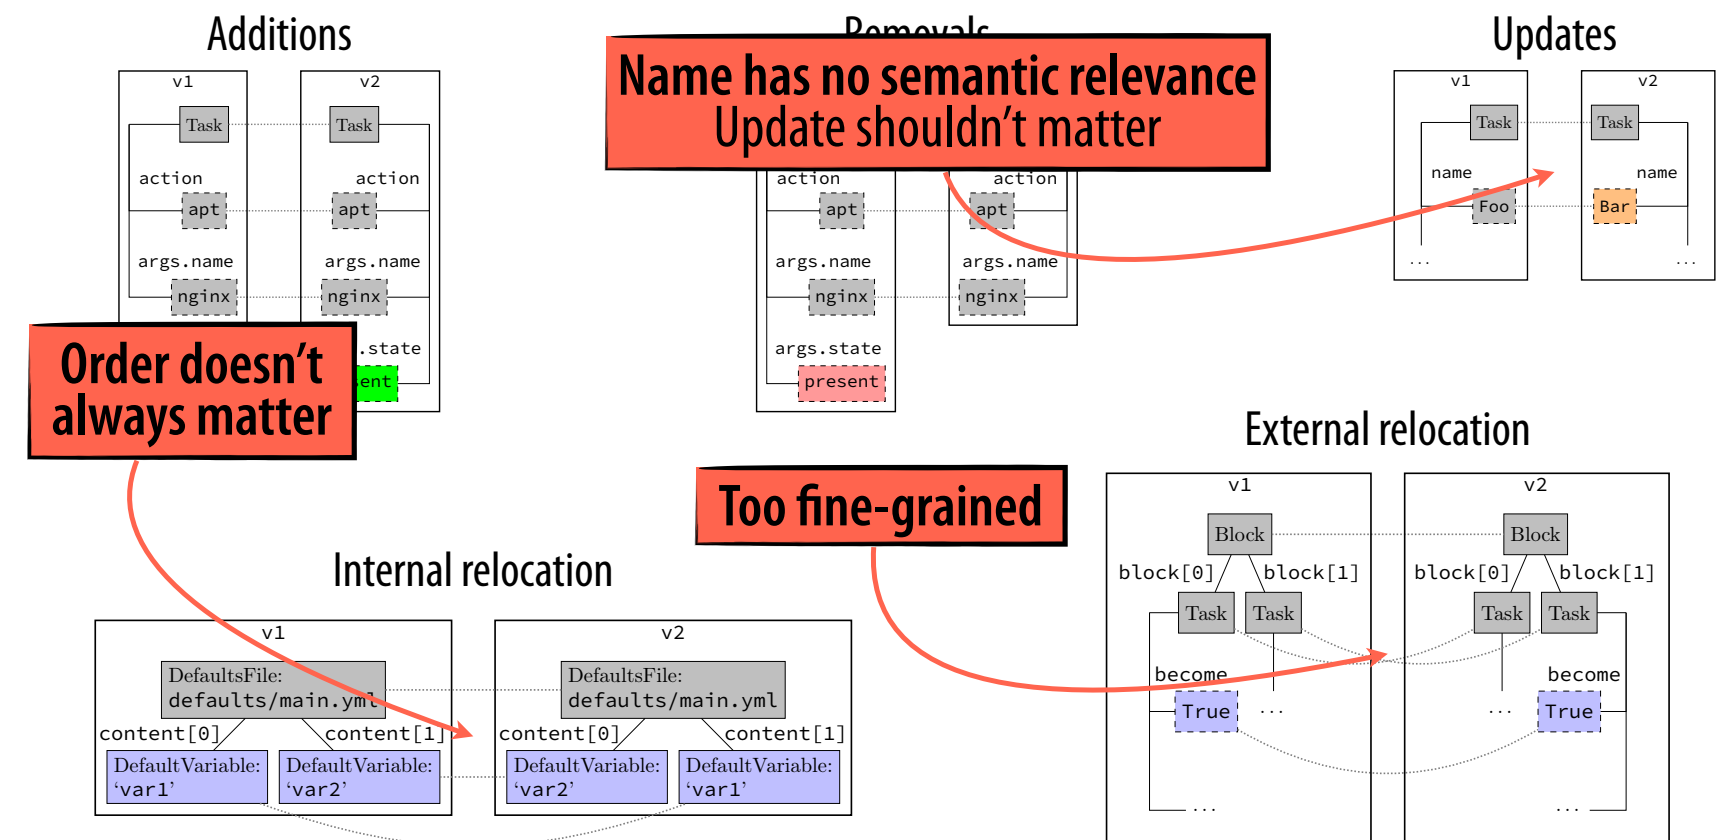 Additions
v1
v2
Task
Task
action
action
apt
apt
args.name
args.name
nginx
nginx
.state
sent
Order doesn't
always matter
Removals
Name has no semantic relevance
Update shouldn't matter
action
action
apt
apt
args.name
args.name
nginx
nginx
args.state
present
Updates
v1
v2
Task
Task
name
name
Foo
Bar
...
...
Internal relocation
v1
v2
DefaultsFile:
defaults/main.yml
DefaultsFile:
defaults/main.yml
content[0]
content[1]
content[0]
content[1]
DefaultVariable:
‘var1’
DefaultVariable:
‘var2’
DefaultVariable:
‘var2’
DefaultVariable:
‘var1’
Too fine-grained
External relocation
v1
v2
Block
Block
block[0]
block[1]
block[0]
block[1]
Task
Task
Task
Task
become
become
True
...
...
True
...
...